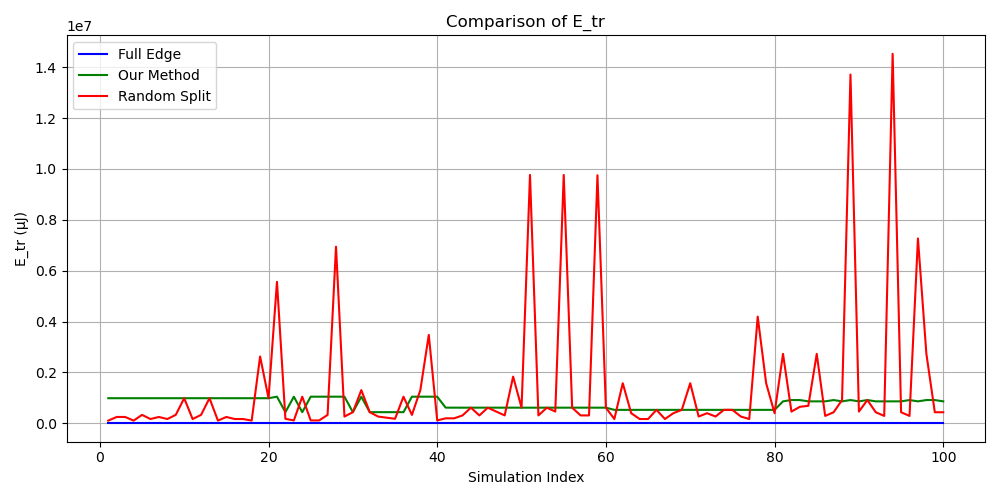 Comparison of E_tr
1e7
Full Edge
Our Method
Random Split
1.4
1.2
1.0
0.8
0.6
0.4
0.2
0.0
E_tr (μJ)
0 20 40 60 80 100
Simulation Index